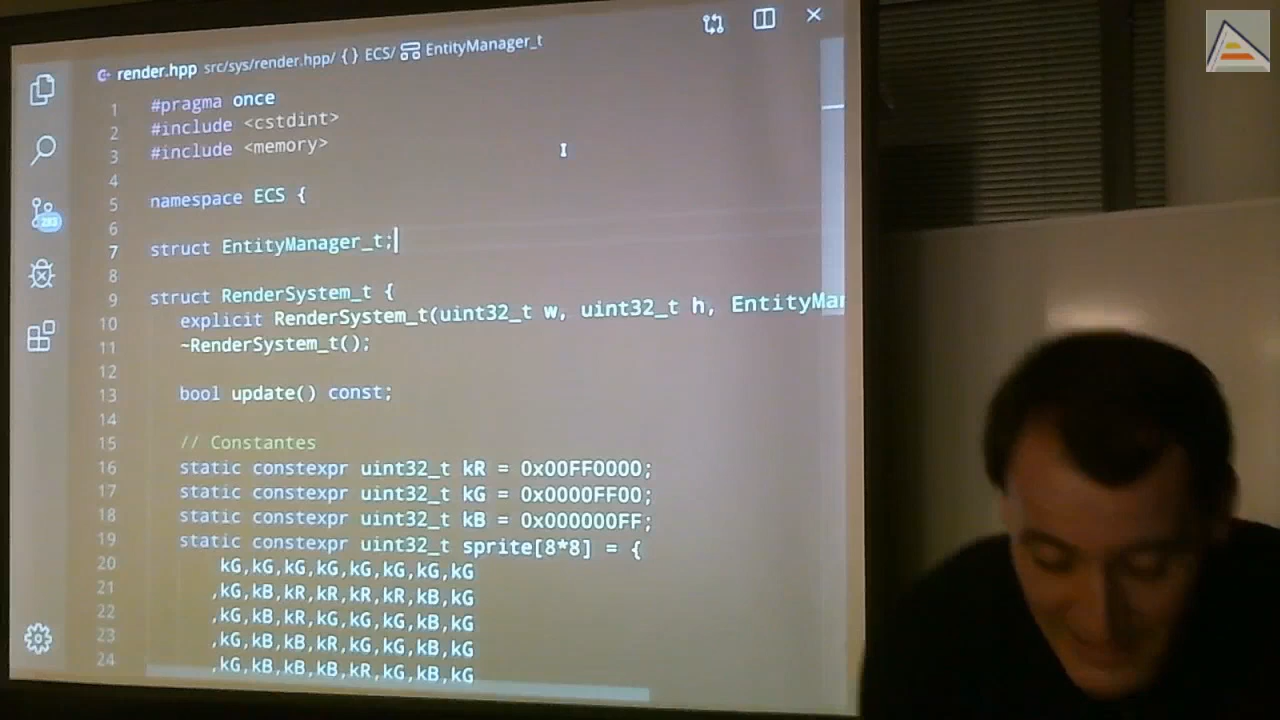 render.hpp src/sys/render.hpp/ {} ECS/ EntityManager_t
1 #pragma once
2 #include <cstdint>
3 #include <memory>
4
5 namespace ECS {
6
7 struct EntityManager_t;
8
9 struct RenderSystem_t {
10 explicit RenderSystem_t(uint32_t w, uint32_t h, EntityMa
11 ~RenderSystem_t();
12
13 bool update() const;
14
15 // Constantes
16 static constexpr uint32_t kR = 0x00FF0000;
17 static constexpr uint32_t kG = 0x0000FF00;
18 static constexpr uint32_t kB = 0x000000FF;
19 static constexpr uint32_t sprite[8*8] = {
20 kG,kG,kG,kG,kG,kG,kG,kG
21 ,kG,kB,kR,kR,kR,kR,kB,kG
22 ,kG,kB,kR,kG,kG,kG,kB,kG
23 ,kG,kB,kB,kR,kG,kG,kB,kG
24 ,kG,kB,kB,kB,kR,kG,kB,kG